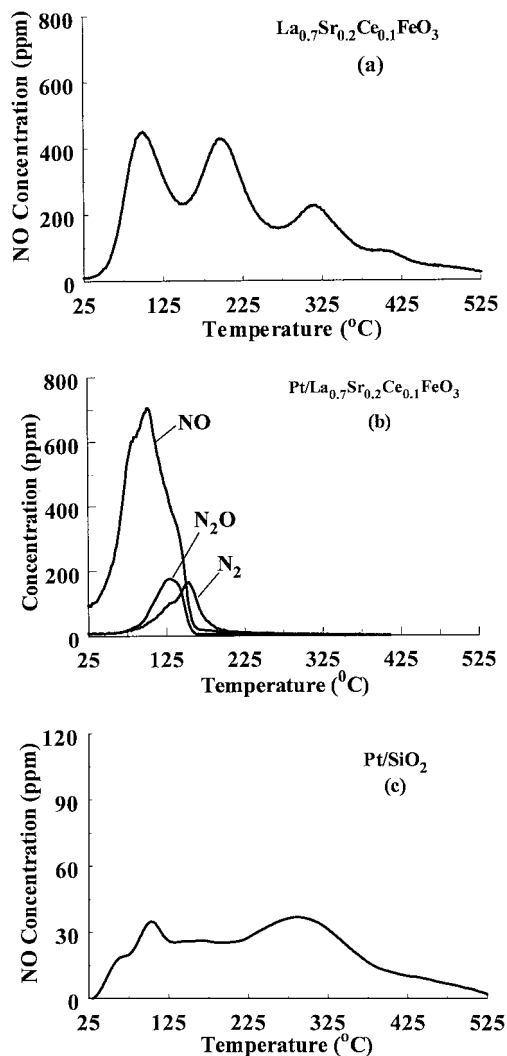 La0.7Sr0.2Ce0.1FeO3
(a)
NO Concentration (ppm)
800
600
400
200
0
25 125 225 325 425 525
Temperature (oC)
Pt/La0.7Sr0.2Ce0.1FeO3
(b)
Concentration (ppm)
800
600
400
200
0
NO
N2O
N2
25 125 225 325 425 525
Temperature (0C)
Pt/SiO2
(c)
NO Concentration (ppm)
120
90
60
30
0
25 125 225 325 425 525
Temperature (oC)